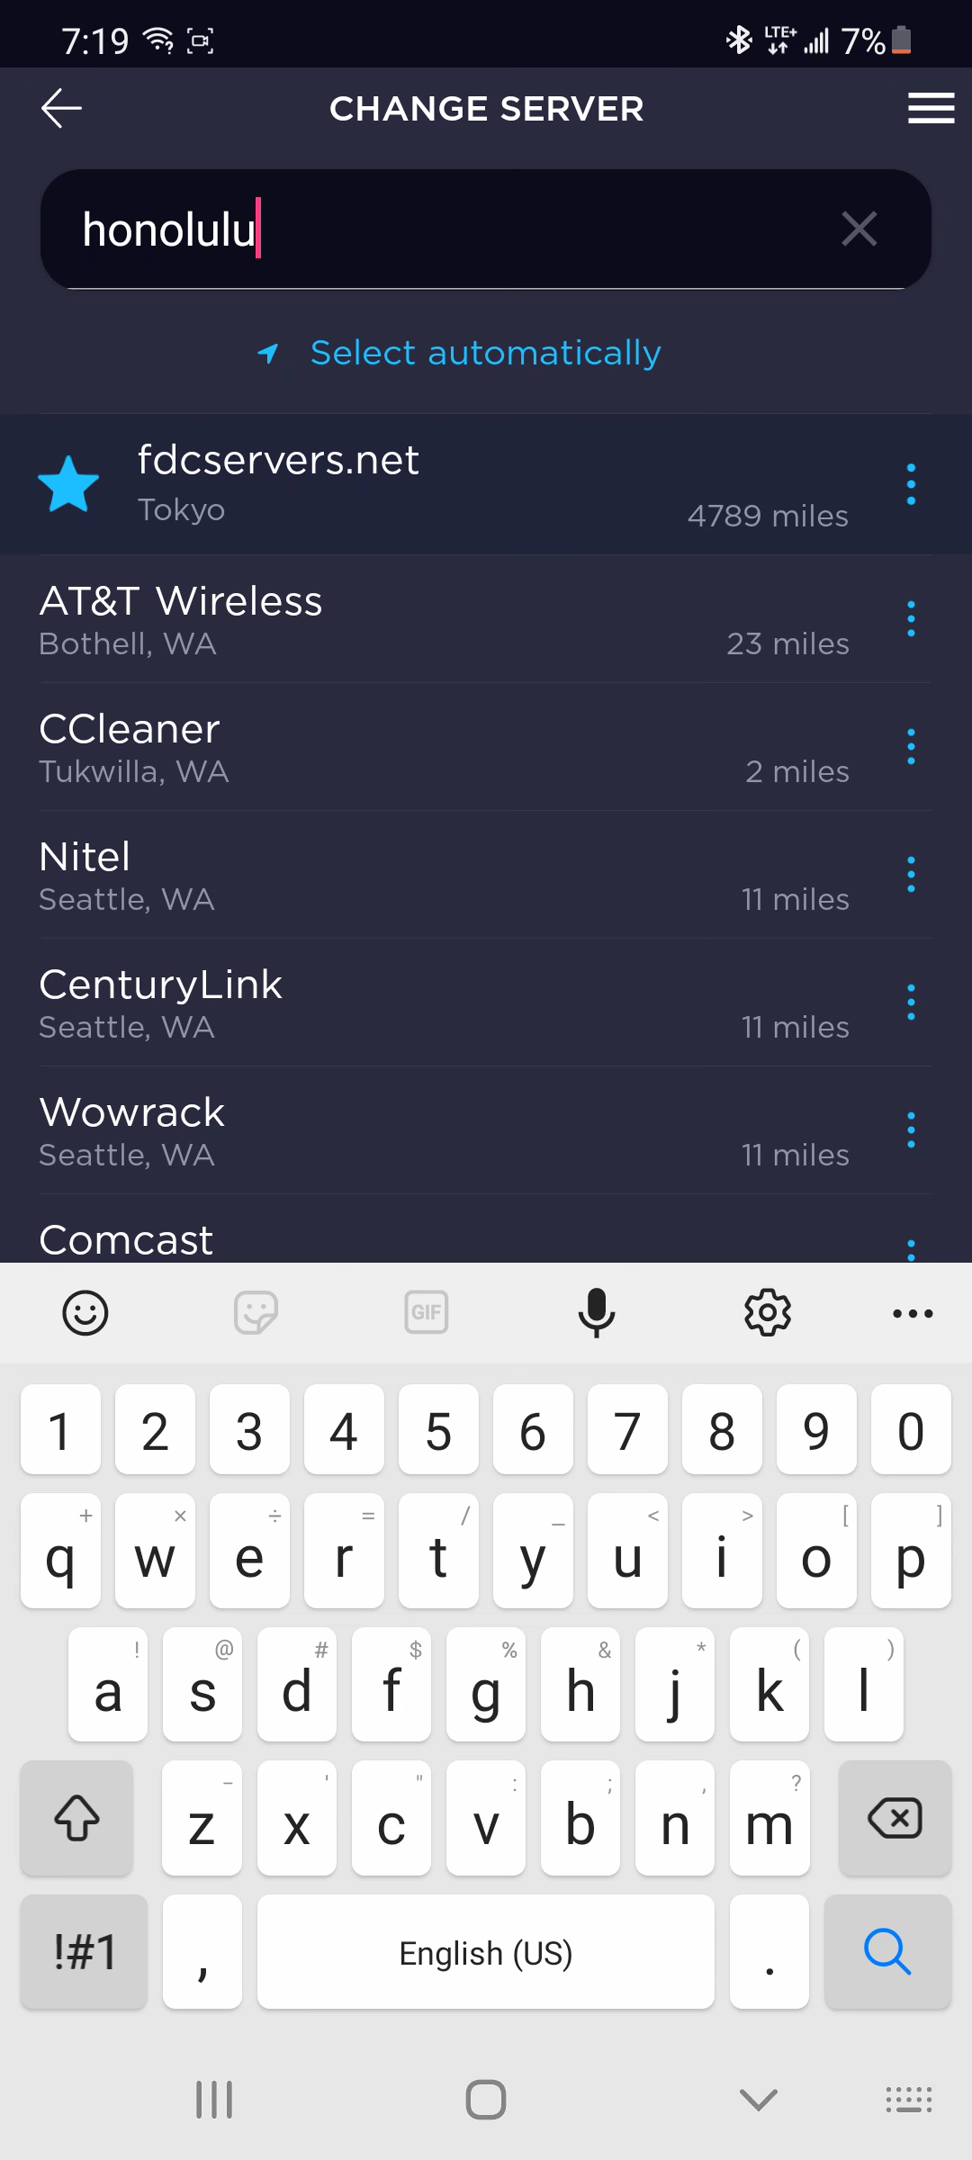 7:19 LTE+ 7%
CHANGE SERVER
honolulu
Select automatically
fdcservers.net
Tokyo 4789 miles
AT&T Wireless
Bothell, WA 23 miles
CCleaner
Tukwilla, WA 2 miles
Nitel
Seattle, WA 11 miles
CenturyLink
Seattle, WA 11 miles
Wowrack
Seattle, WA 11 miles
Comcast
GIF
1 2 3 4 5 6 7 8 9 0
+ × ÷ = / _ < > [ ]
q w e r t y u i o p
! @ # $ % & * ( )
a s d f g h j k l
- ' " : ; , ?
z x c v b n m
!#1 , English (US) .